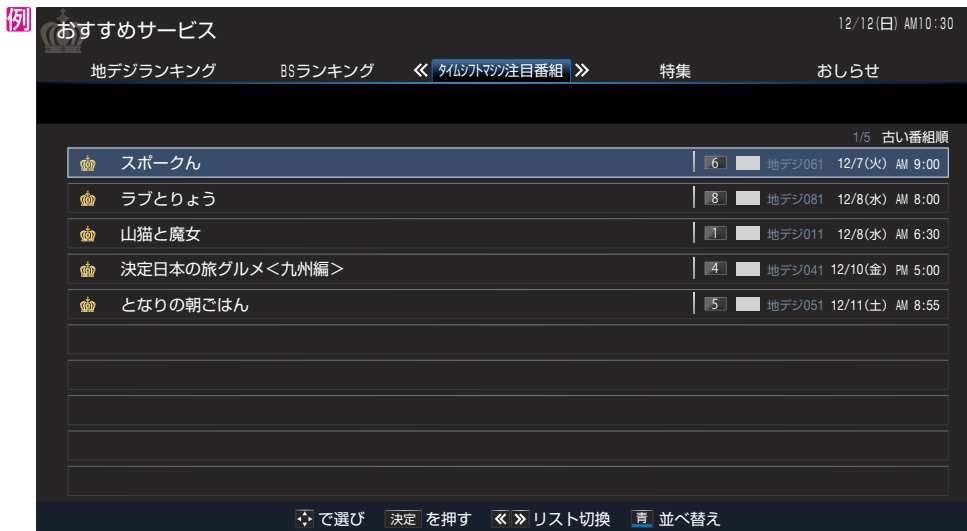 例
おすすめサービス 12/12(日) AM10:30
地デジランキング BSランキング ≪ タイムシフトマシン注目番組 ≫ 特集 おしらせ
1/5 古い番組順
スポークん 6 地デジ061 12/7(火) AM 9:00
ラブとりょう 8 地デジ081 12/8(水) AM 8:00
山猫と魔女 1 地デジ011 12/8(水) AM 6:30
決定日本の旅グルメ<九州編> 4 地デジ041 12/10(金) PM 5:00
となりの朝ごはん 5 地デジ051 12/11(土) AM 8:55
で選び 決定 を押す ≪ ≫ リスト切換 青 並べ替え